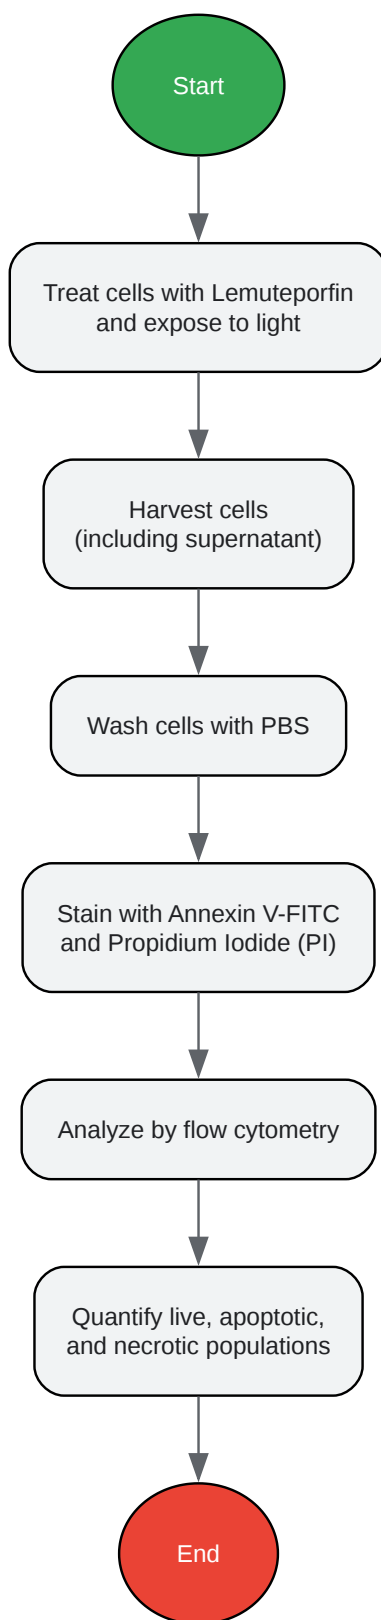 Start
Treat cells with Lemuteporfin
and expose to light
Harvest cells
(including supernatant)
Wash cells with PBS
Stain with Annexin V-FITC
and Propidium Iodide (PI)
Analyze by flow cytometry
Quantify live, apoptotic,
and necrotic populations
End